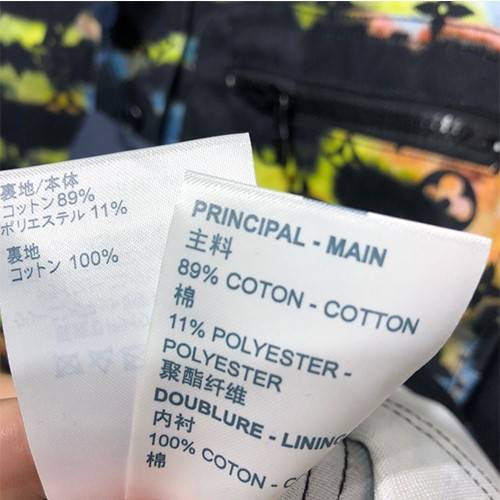 裏地/本体
コットン89%
ポリエステル 11%
裏地
コットン 100%
PRINCIPAL - MAIN
主料
89% COTON - COTTON
棉
11% POLYESTER -
POLYESTER
聚酯纤维
DOUBLURE - LINING
内衬
100% COTON - C
棉